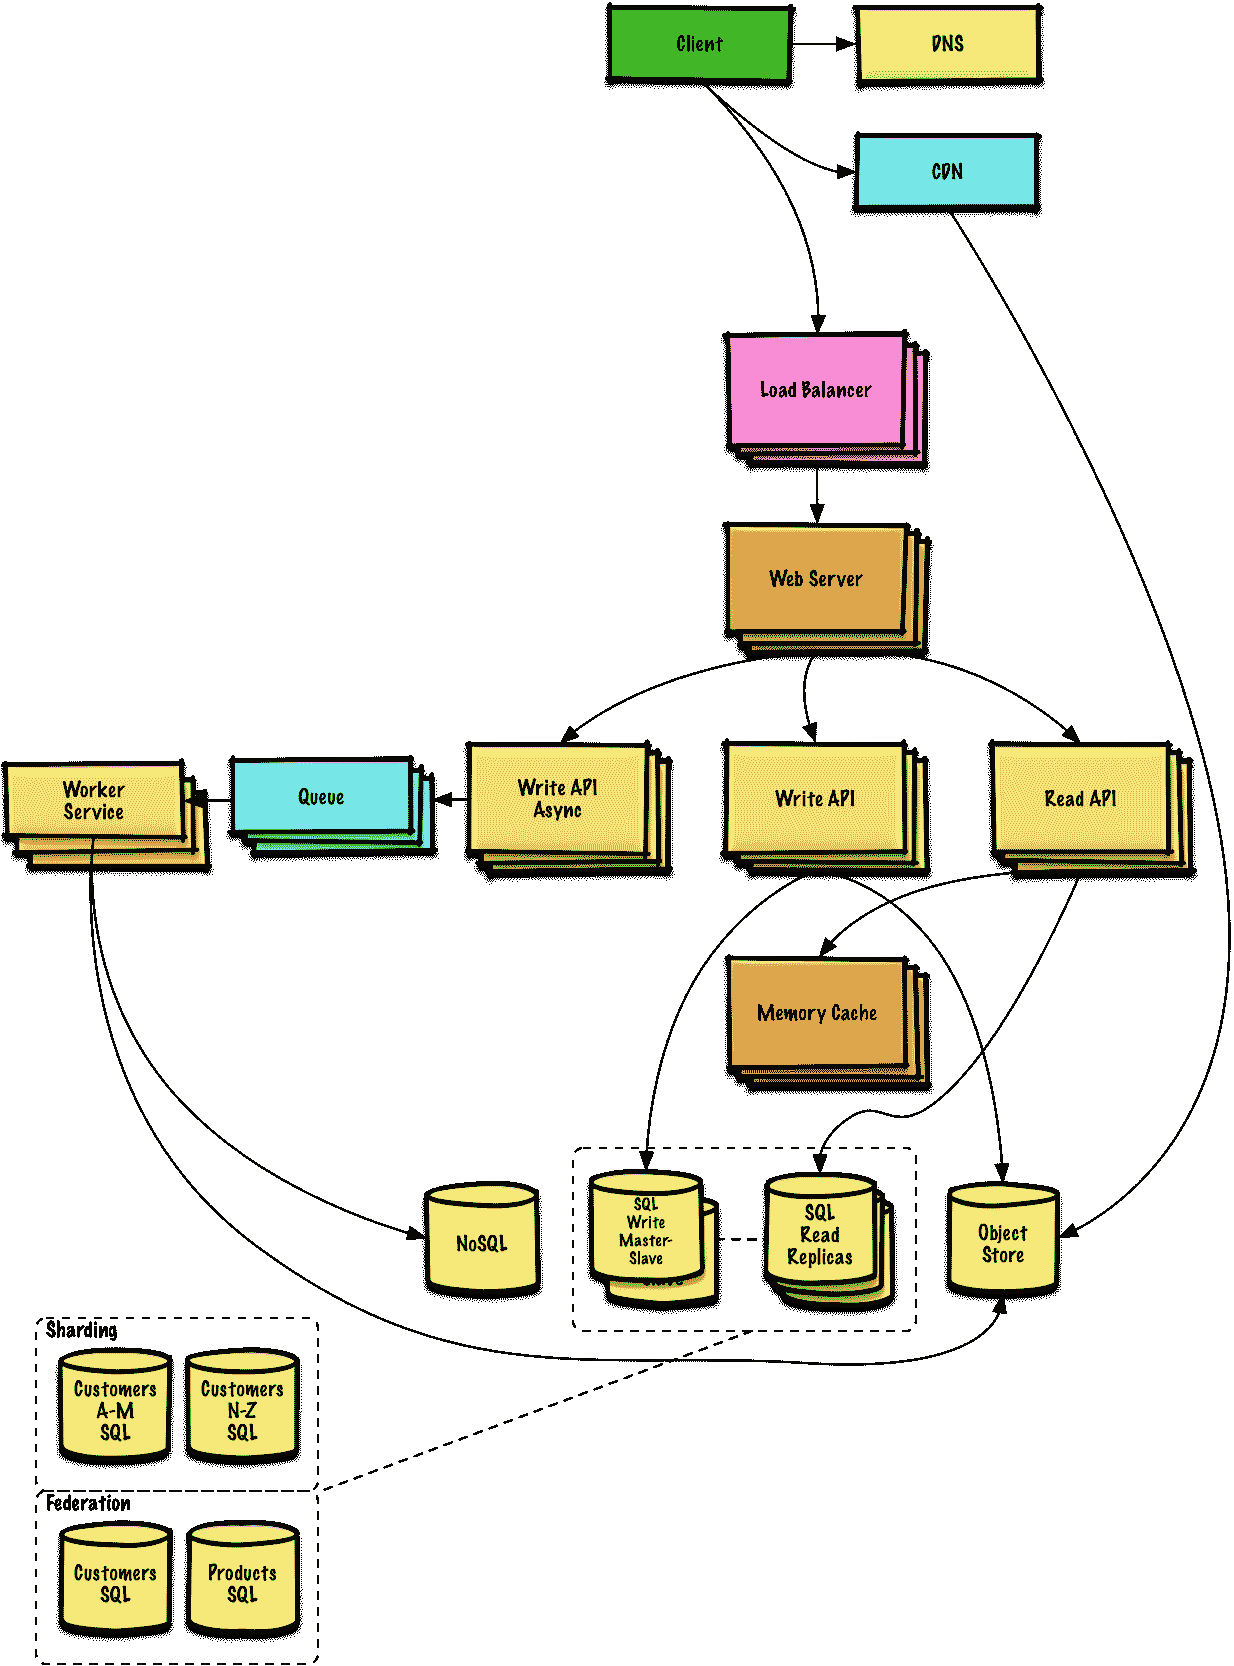 Client
DNS
CDN
Load Balancer
Web Server
Worker
Service
Queue
Write API
Async
Write API
Read API
Memory Cache
NoSQL
SQL
Write
Master-
Slave
SQL
Read
Replicas
Object
Store
Sharding
Customers
A-M
SQL
Customers
N-Z
SQL
Federation
Customers
SQL
Products
SQL